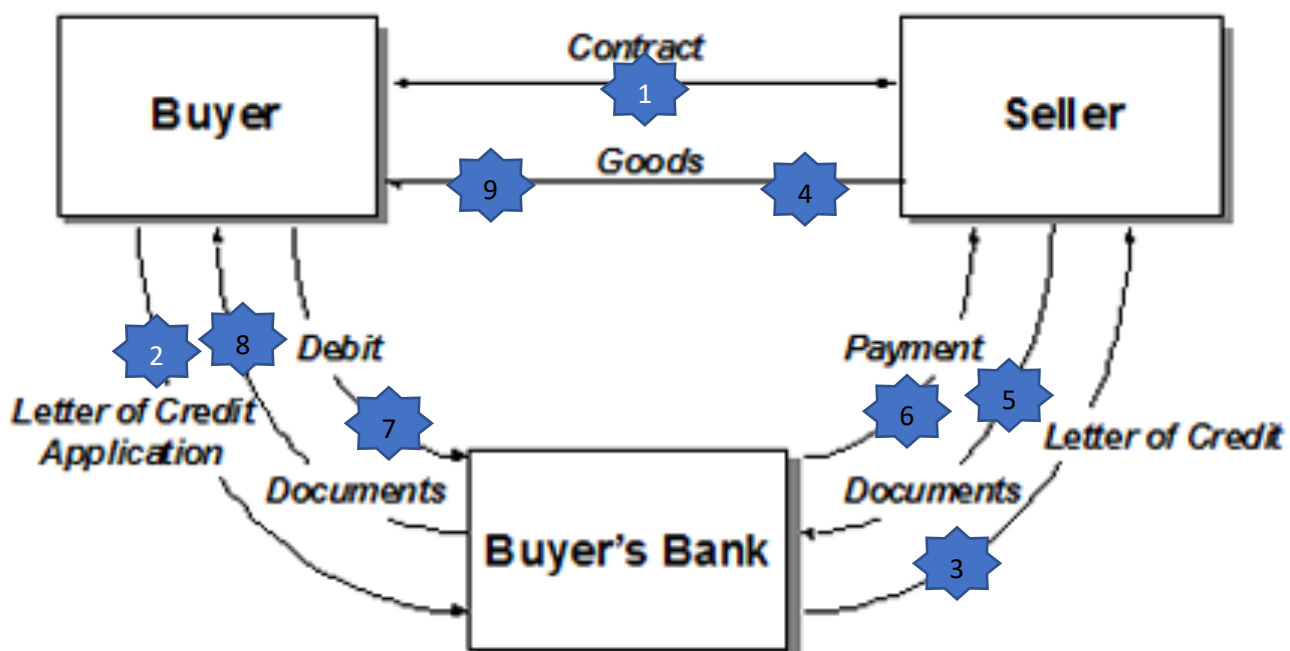 Contract
1
Buyer
Seller
Goods
9
4
2
8
Debit
Payment
7
6
5
Letter of Credit
Application
Letter of Credit
Documents
Documents
Buyer's Bank
3